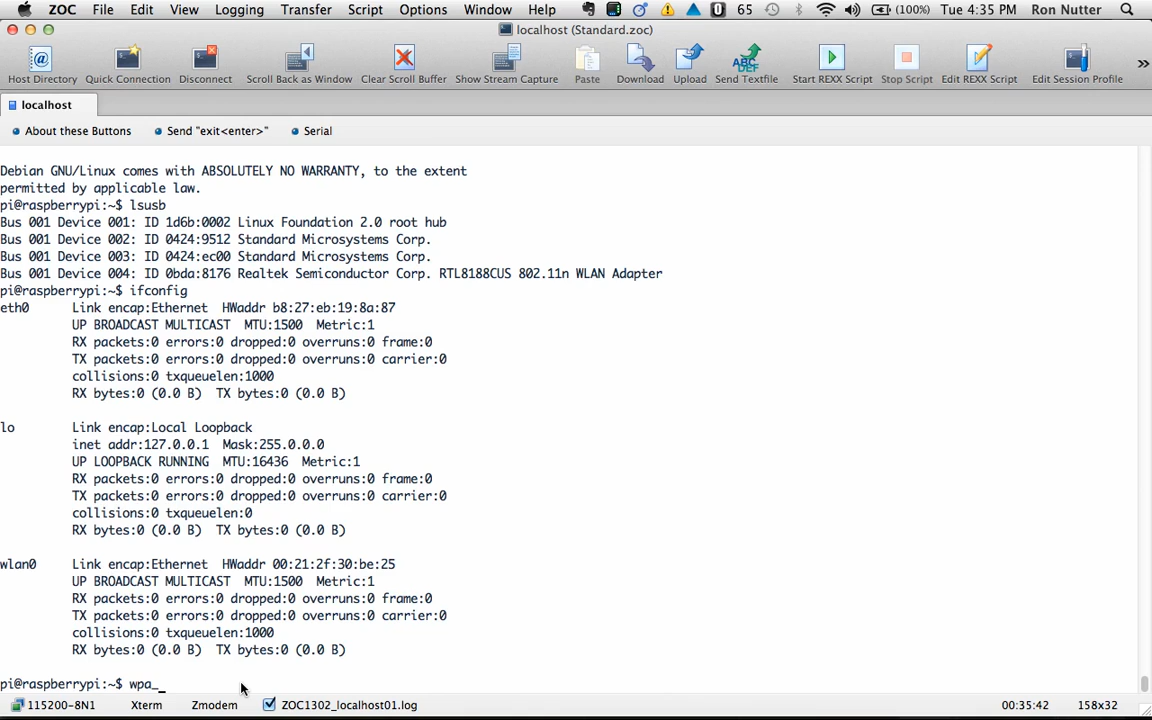 ZOC File Edit View Logging Transfer Script Options Window Help 65 (100%) Tue 4:35 PM Ron Nutter
localhost (Standard.zoc)
Host Directory Quick Connection Disconnect Scroll Back as Window Clear Scroll Buffer Show Stream Capture Paste Download Upload Send Textfile Start REXX Script Stop Script Edit REXX Script Edit Session Profile
localhost
About these Buttons Send "exit<enter>" Serial
Debian GNU/Linux comes with ABSOLUTELY NO WARRANTY, to the extent
permitted by applicable law.
pi@raspberrypi:~$ lsusb
Bus 001 Device 001: ID 1d6b:0002 Linux Foundation 2.0 root hub
Bus 001 Device 002: ID 0424:9512 Standard Microsystems Corp.
Bus 001 Device 003: ID 0424:ec00 Standard Microsystems Corp.
Bus 001 Device 004: ID 0bda:8176 Realtek Semiconductor Corp. RTL8188CUS 802.11n WLAN Adapter
pi@raspberrypi:~$ ifconfig
eth0 Link encap:Ethernet HWaddr b8:27:eb:19:8a:87
UP BROADCAST MULTICAST MTU:1500 Metric:1
RX packets:0 errors:0 dropped:0 overruns:0 frame:0
TX packets:0 errors:0 dropped:0 overruns:0 carrier:0
collisions:0 txqueuelen:1000
RX bytes:0 (0.0 B) TX bytes:0 (0.0 B)
lo Link encap:Local Loopback
inet addr:127.0.0.1 Mask:255.0.0.0
UP LOOPBACK RUNNING MTU:16436 Metric:1
RX packets:0 errors:0 dropped:0 overruns:0 frame:0
TX packets:0 errors:0 dropped:0 overruns:0 carrier:0
collisions:0 txqueuelen:0
RX bytes:0 (0.0 B) TX bytes:0 (0.0 B)
wlan0 Link encap:Ethernet HWaddr 00:21:2f:30:be:25
UP BROADCAST MULTICAST MTU:1500 Metric:1
RX packets:0 errors:0 dropped:0 overruns:0 frame:0
TX packets:0 errors:0 dropped:0 overruns:0 carrier:0
collisions:0 txqueuelen:1000
RX bytes:0 (0.0 B) TX bytes:0 (0.0 B)
pi@raspberrypi:~$ wpa_
115200-8N1 Xterm Zmodem ZOC1302_localhost01.log 00:35:42 158x32